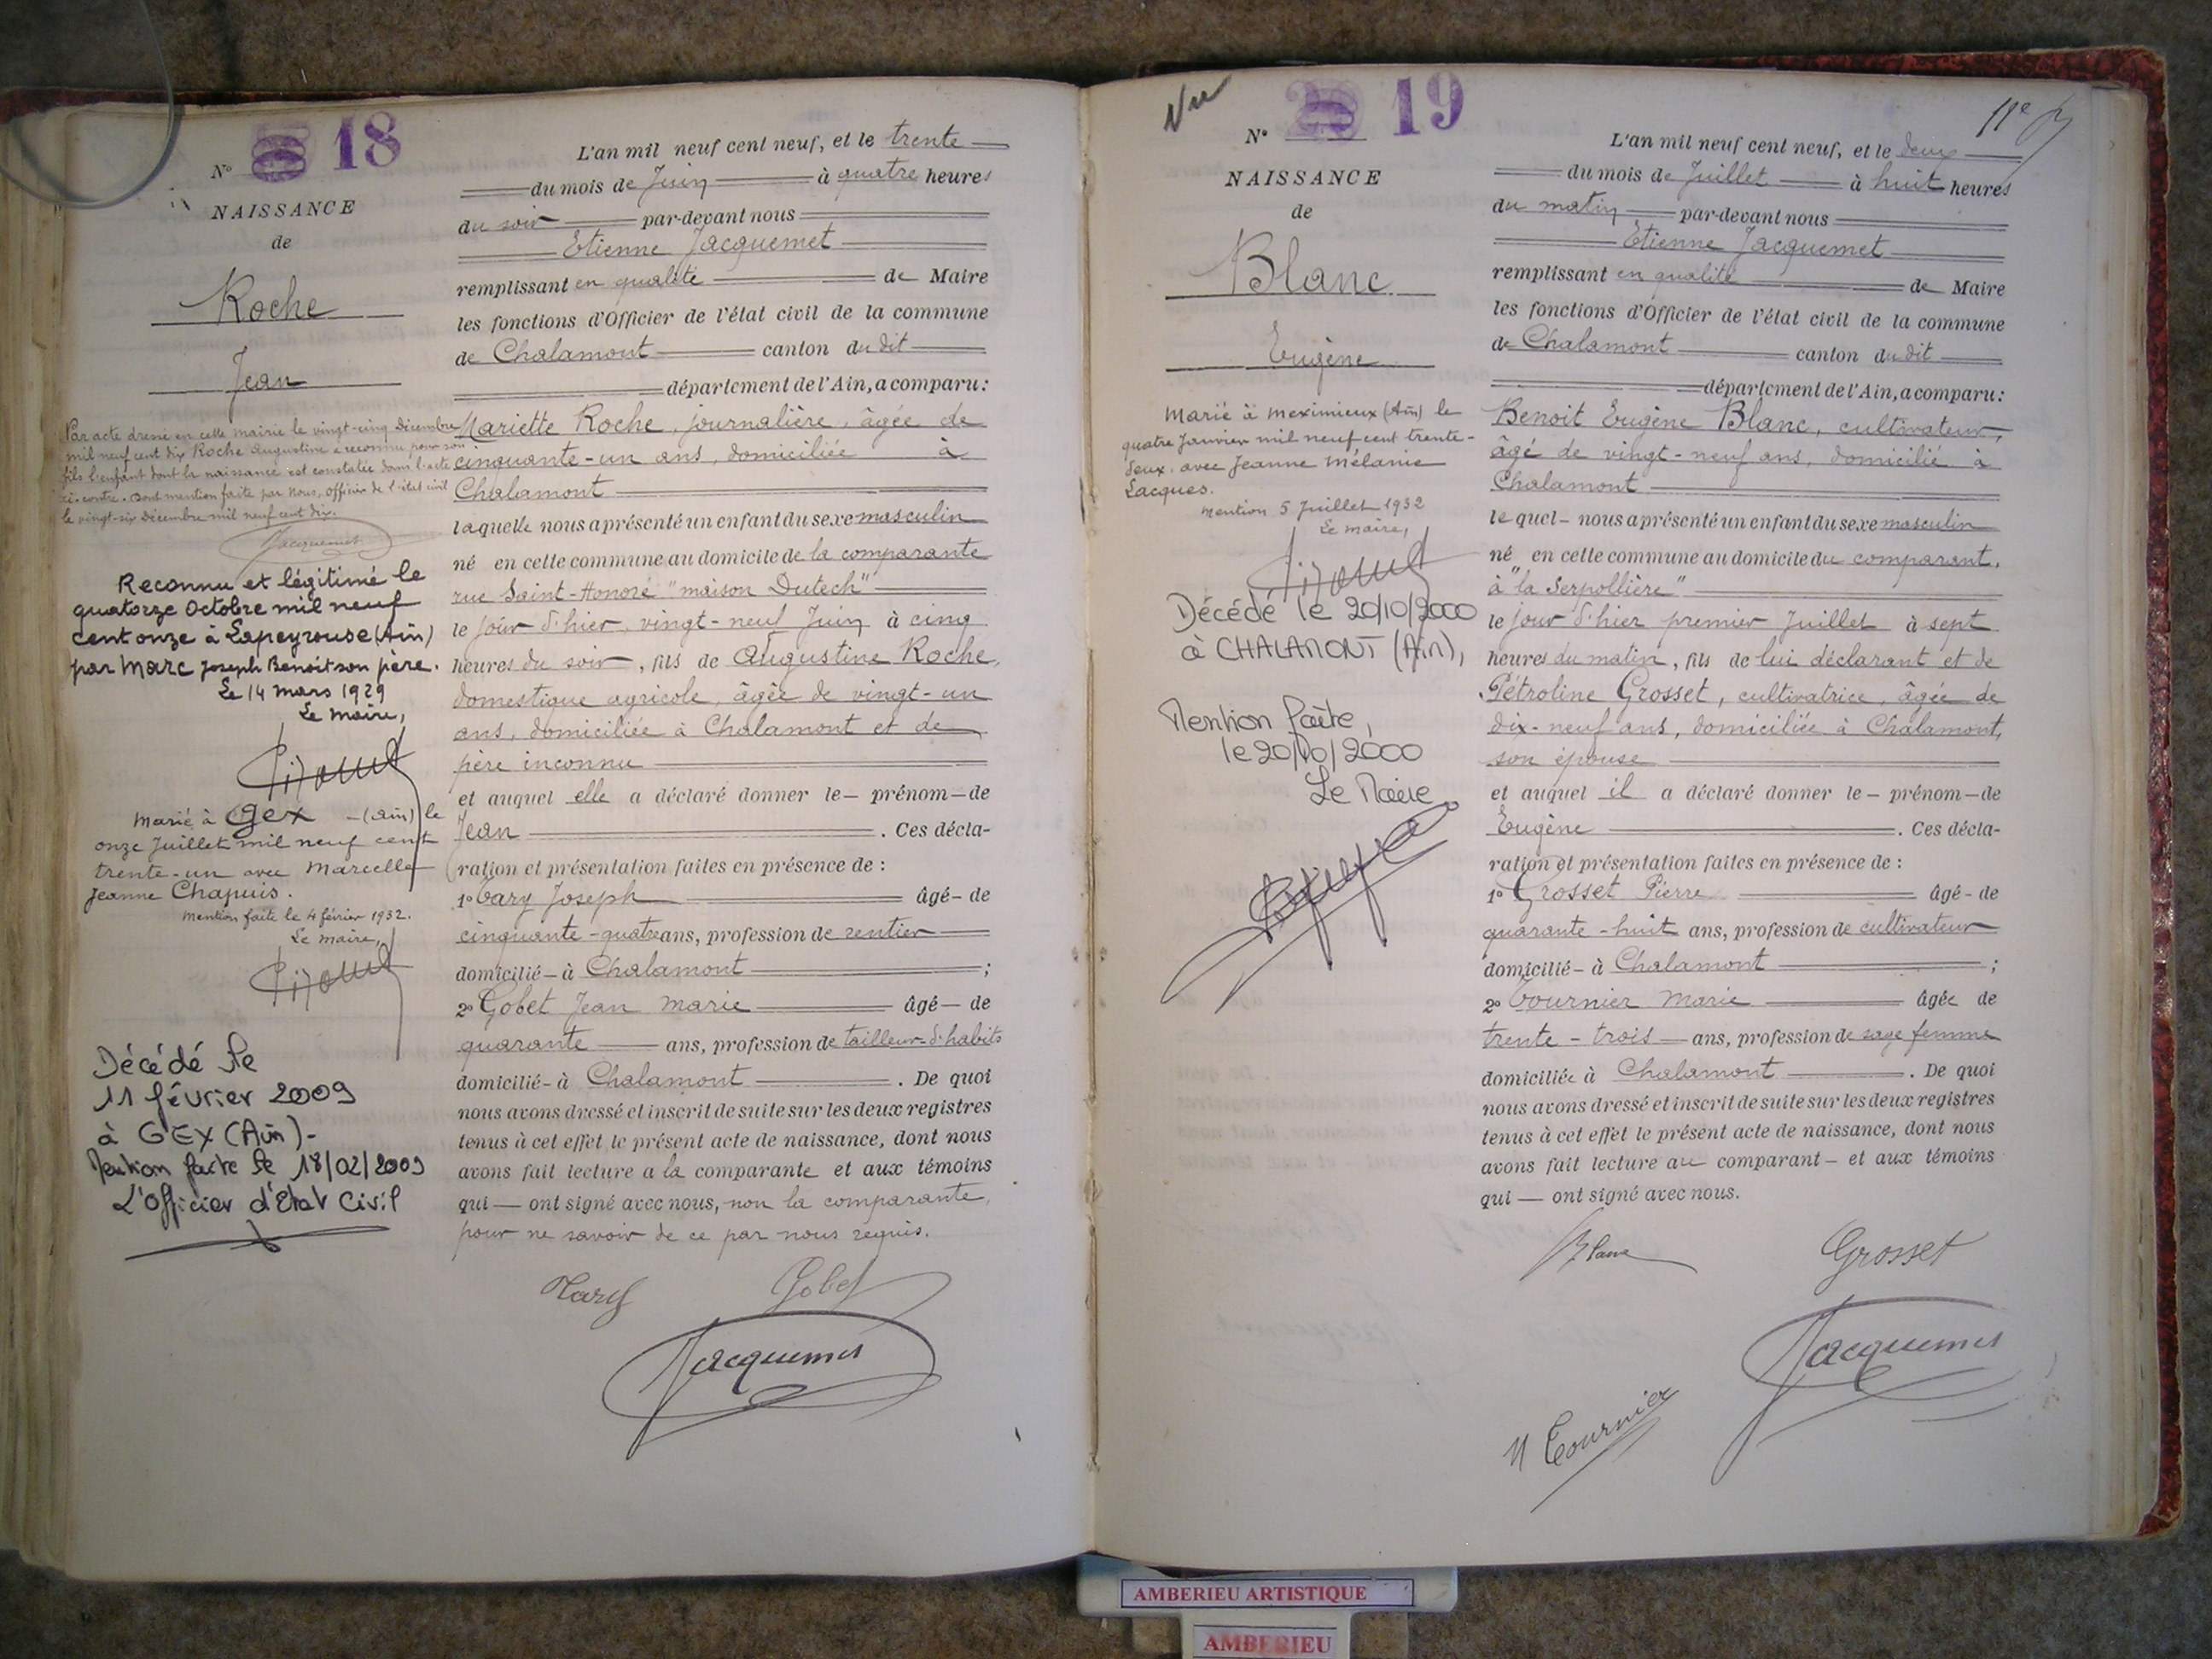 N° 18
NAISSANCE
de
Roche
Jean
Par acte dressé en cette mairie le vingt-cinq décembre
mil neuf cent dix Roche Augustine a reconnu pour son
fils l'enfant dont la naissance est constatée dans l'acte
ci-contre. Dont mention faite par Nous, officier de l'état civil
le vingt-six décembre mil neuf cent dix.
Jacquemet
Reconnu et légitimé le
quatorze Octobre mil neuf
cent onze à Lapeyrouse (Ain)
par Marc Joseph Benoit son père.
Le 14 mars 1929
Le maire,
Marié à Gex - (Ain) le
onze Juillet mil neuf cent
trente-un avec Marcelle
Jeanne Chapuis.
Mention faite le 4 février 1932.
Le maire,
Décédé le
11 février 2009
à GEX (Ain)-
Mention faite le 18/02/2009
L'Officier d'Etat Civil
L'an mil neuf cent neuf, et le trente
du mois de Juin à quatre heures
du soir par-devant nous
Etienne Jacquemet
remplissant en qualité de Maire
les fonctions d'Officier de l'état civil de la commune
de Chalamont canton du dit
département de l'Ain, a comparu:
Mariette Roche, journalière, âgée de
cinquante-un ans, domiciliée à
Chalamont
laquelle nous a présenté un enfant du sexe masculin
né en cette commune au domicile de la comparante
rue Saint-Honoré "maison Dutech"
le jour d'hier, vingt-neuf Juin à cinq
heures du soir, fils de Augustine Roche,
domestique agricole, âgée de vingt-un
ans, domiciliée à Chalamont et de
père inconnu
et auquel elle a déclaré donner le- prénom-de
Jean. Ces décla-
ration et présentation faites en présence de :
1° Tary Joseph âgé- de
cinquante-quatre ans, profession de rentier
domicilié- à Chalamont ;
2° Gobet Jean Marie âgé- de
quarante ans, profession de tailleur d'habits
domicilié- à Chalamont. De quoi
nous avons dressé et inscrit de suite sur les deux registres
tenus à cet effet le présent acte de naissance, dont nous
avons fait lecture a la comparante et aux témoins
qui — ont signé avec nous, non la comparante,
pour ne savoir de ce par nous requis.
Tary Gobet
Jacquemet
Vu
N° 19
11e
NAISSANCE
de
Blanc
Eugène
Marié à Meximieux (Ain) le
quatre Janvier mil neuf cent trente-
deux, avec Jeanne Mélanie
Lacques.
Mention 5 Juillet 1932
Le maire,
Décédé le 20/10/2000
à CHALAMONT (Ain),
Mention faite,
le 20/10/2000
Le Maire
L'an mil neuf cent neuf, et le deux
du mois de Juillet à huit heures
du matin par-devant nous
Etienne Jacquemet
remplissant en qualité de Maire
les fonctions d'Officier de l'état civil de la commune
de Chalamont canton du dit
département de l'Ain, a comparu:
Benoit Eugène Blanc, cultivateur,
âgé de vingt-neuf ans, domicilié à
Chalamont
lequel- nous a présenté un enfant du sexe masculin
né en cette commune au domicile du comparant,
à "la Serpollière"
le jour d'hier premier Juillet à sept
heures du matin, fils de lui déclarant et de
Pétroline Grosset, cultivatrice, âgée de
dix-neuf ans, domiciliée à Chalamont,
son épouse
et auquel il a déclaré donner le- prénom-de
Eugène. Ces décla-
ration et présentation faites en présence de :
1° Grosset Pierre âgé- de
quarante-huit ans, profession de cultivateur
domicilié- à Chalamont ;
2° Tournier Marie âgée de
trente-trois ans, profession de sage femme
domiciliée à Chalamont. De quoi
nous avons dressé et inscrit de suite sur les deux registres
tenus à cet effet le présent acte de naissance, dont nous
avons fait lecture au comparant- et aux témoins
qui — ont signé avec nous.
Blanc Grosset
Jacquemet
M Tournier
AMBERIEU ARTISTIQUE
AMBERIEU